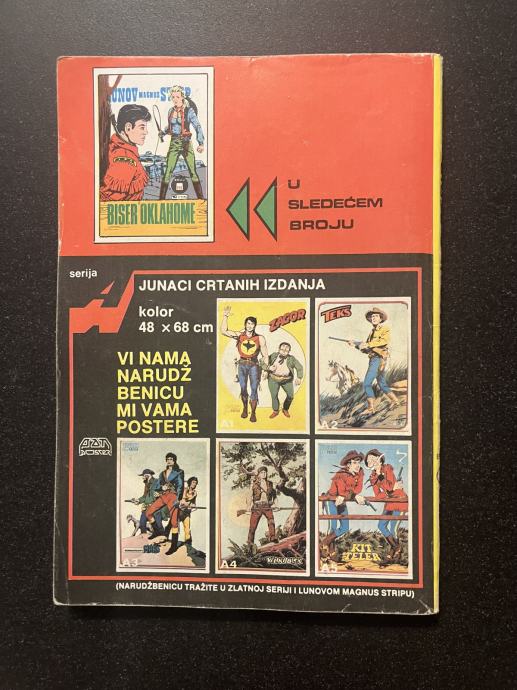 LUNOV MAGNUS STRIP
BISER OKLAHOME
U
SLEDEĆEM
BROJU
serija
A
JUNACI CRTANIH IZDANJA
kolor
48 × 68 cm
VI NAMA
NARUDŽ
BENICU
MI VAMA
POSTERE
ZAGOR
A1
TEKS
A2
A3
A4
KIT
TELER
A5
(NARUDŽBENICU TRAŽITE U ZLATNOJ SERIJI I LUNOVOM MAGNUS STRIPU)